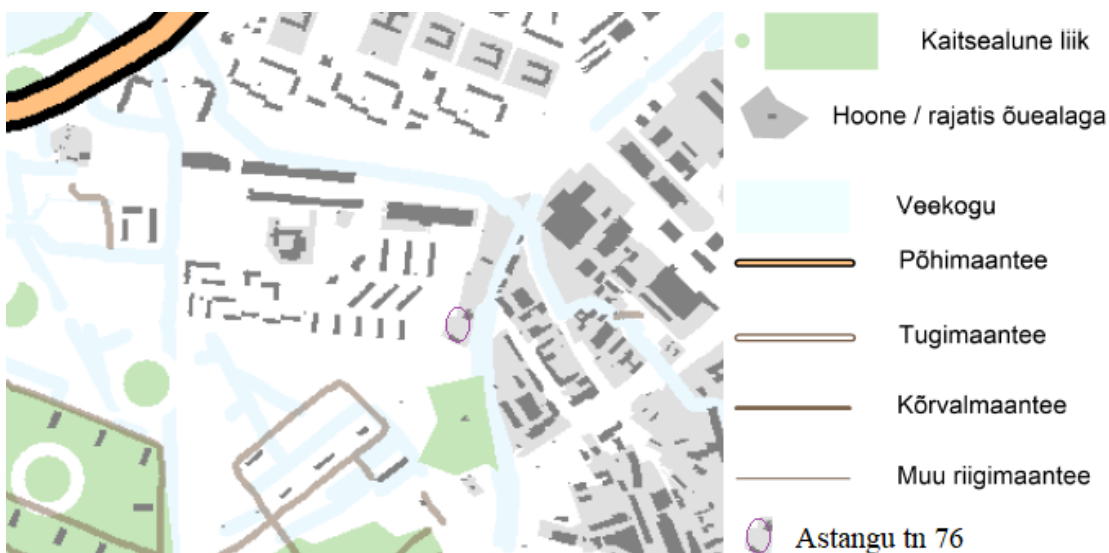 Kaitsealune liik
Hoone / rajatis õuealaga
Veekogu
Põhimaantee
Tugimaantee
Kõrvalmaantee
Muu riigimaantee
Astangu tn 76